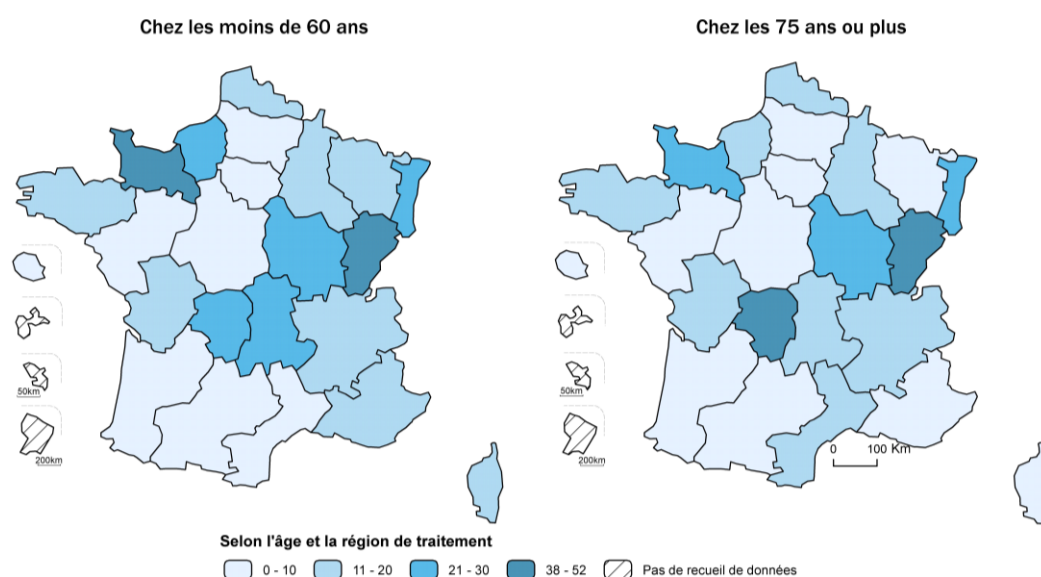 Chez les moins de 60 ans
Chez les 75 ans ou plus
50km
200km
50km
200km
0 100 Km
Selon l'âge et la région de traitement
0 - 10
11 - 20
21 - 30
38 - 52
Pas de recueil de données